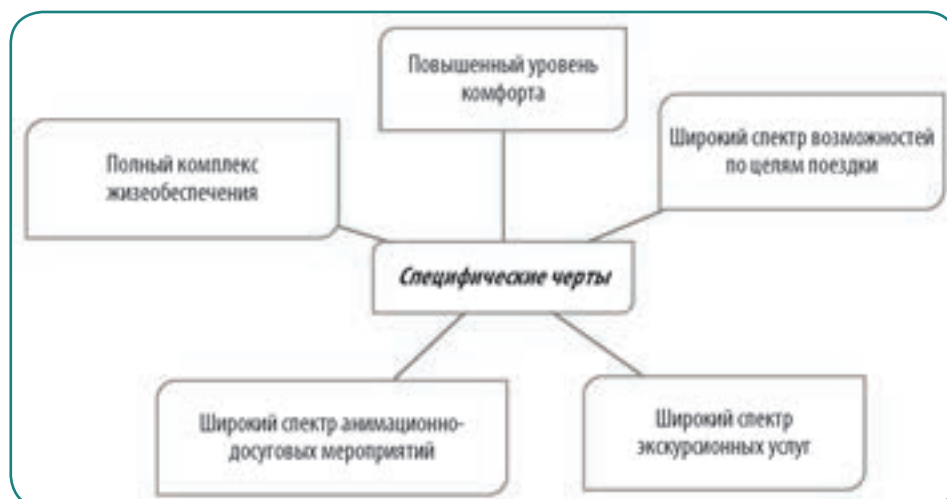 Повышенный уровень
комфорта
Полный комплекс
жизеобеспечения
Широкий спектр возможностей
по целям поездки
Специфические черты
Широкий спектр анимационно-
досуговых мероприятий
Широкий спектр
экскурсионных услуг